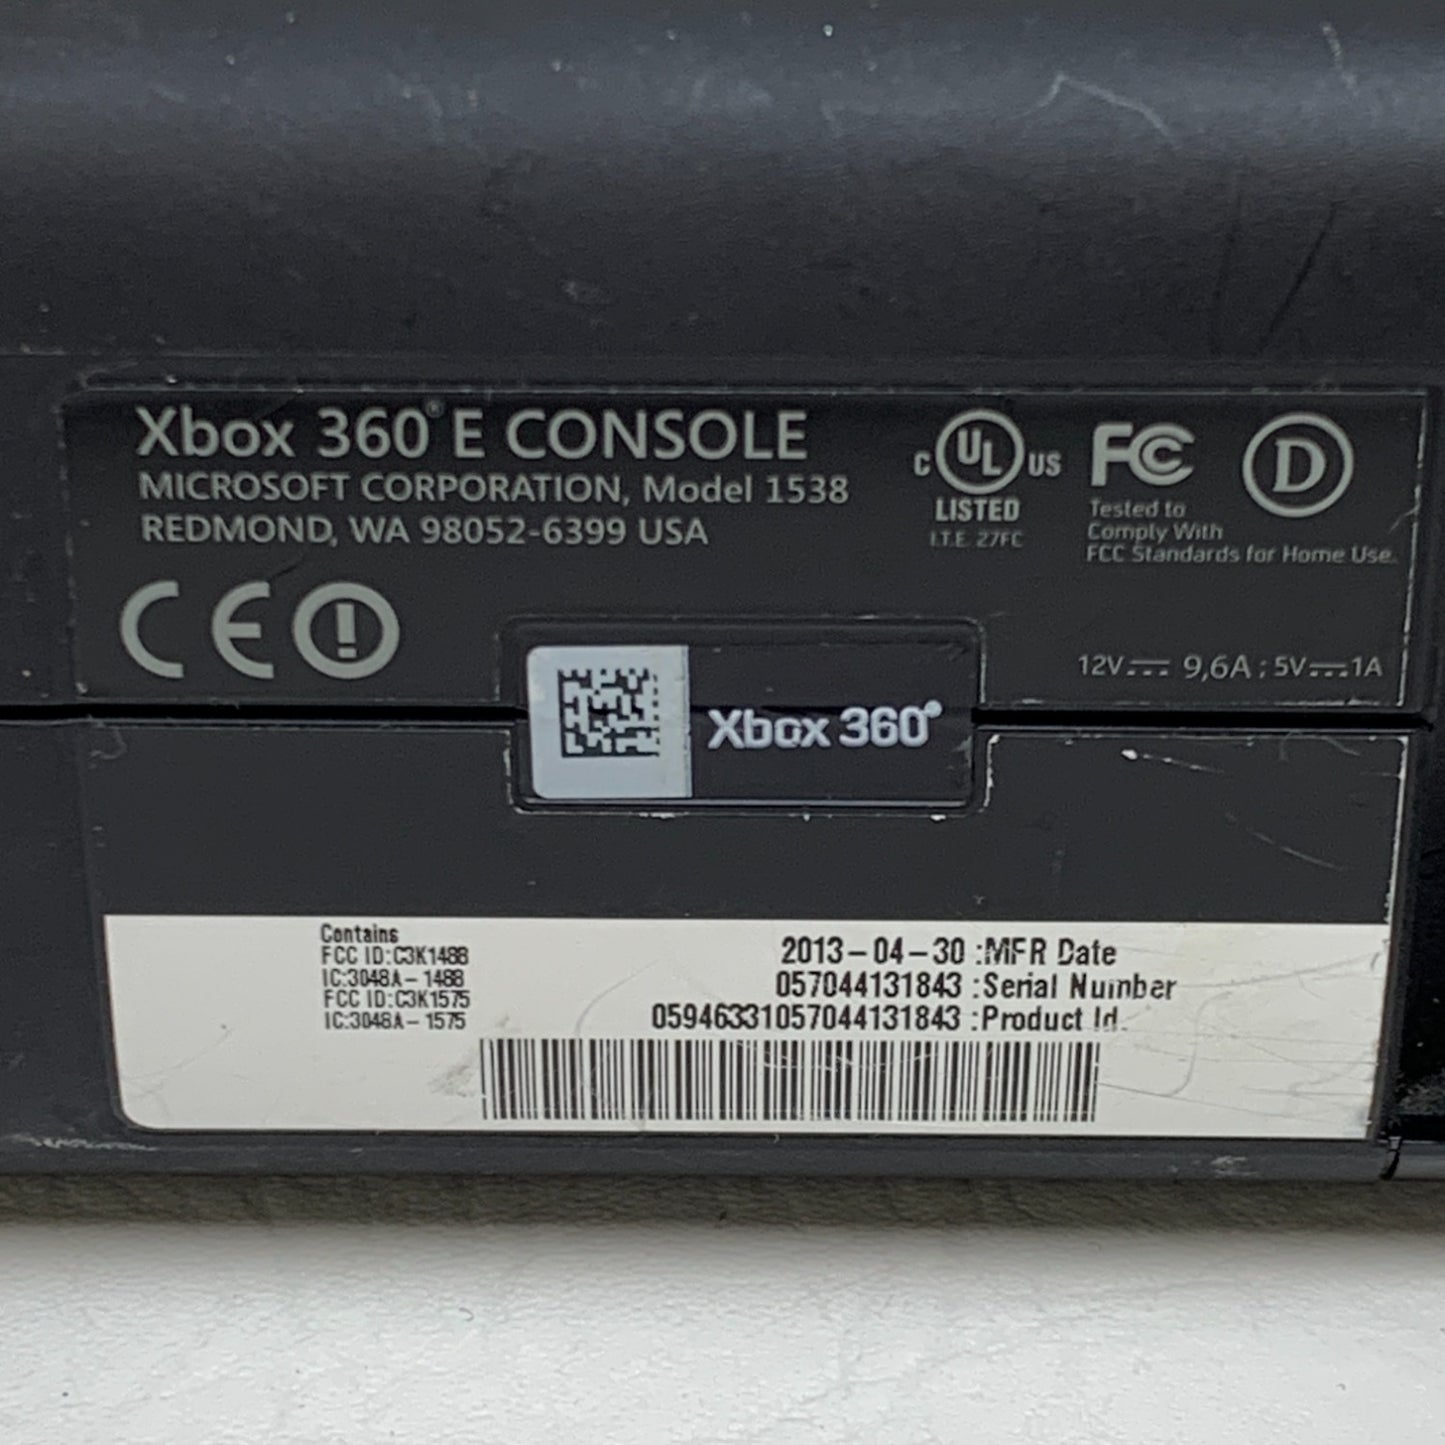 Xbox 360® E CONSOLE
MICROSOFT CORPORATION, Model 1538
REDMOND, WA 98052-6399 USA
C UL US
LISTED
I.T.E. 27FC
FC
Tested to
Comply With
FCC Standards for Home Use.
D
CE
12V⎓ 9,6A ; 5V⎓1A
Xbox 360®
Contains
FCC ID:C3K1488
IC:3048A-1488
FCC ID:C3K1575
IC:3048A-1575
2013-04-30 :MFR Date
057044131843 :Serial Number
05946331057044131843 :Product Id.